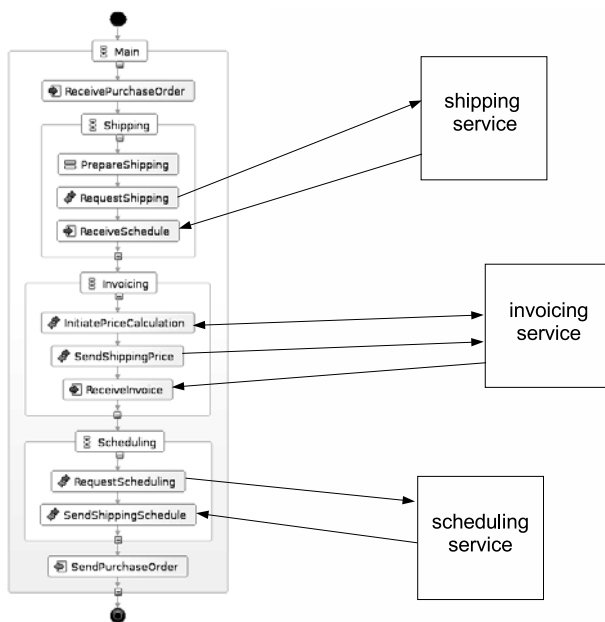 Main
ReceivePurchaseOrder
Shipping
PrepareShipping
RequestShipping
ReceiveSchedule
Invoicing
InitiatePriceCalculation
SendShippingPrice
ReceiveInvoice
Scheduling
RequestScheduling
SendShippingSchedule
SendPurchaseOrder
shipping
service
invoicing
service
scheduling
service